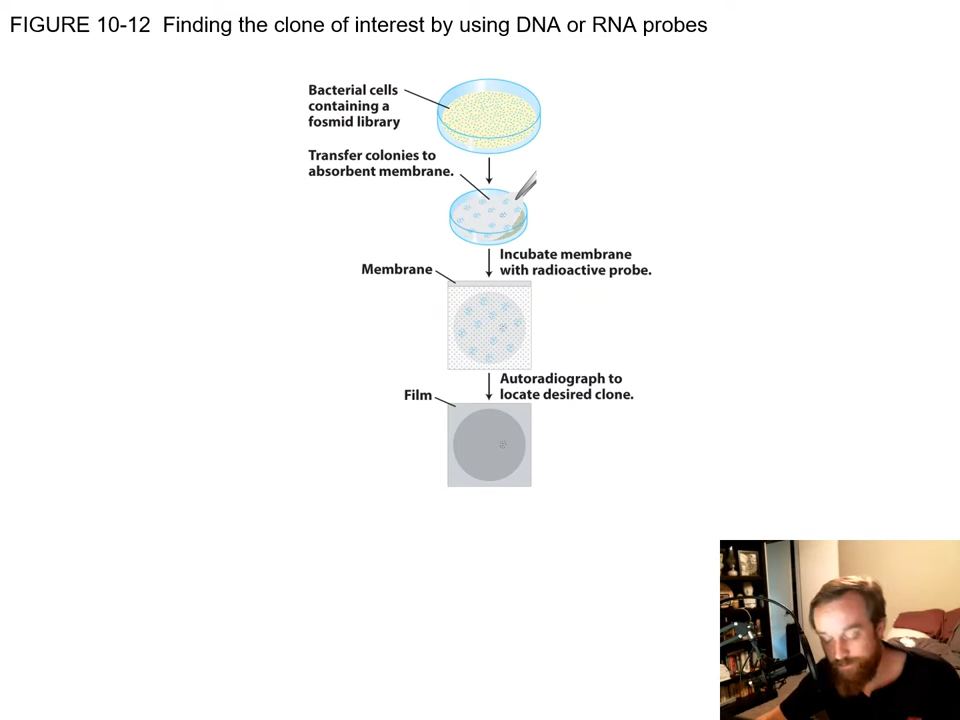 FIGURE 10-12  Finding the clone of interest by using DNA or RNA probes
Bacterial cells
containing a
fosmid library
Transfer colonies to
absorbent membrane.
Incubate membrane
with radioactive probe.
Membrane
Autoradiograph to
locate desired clone.
Film